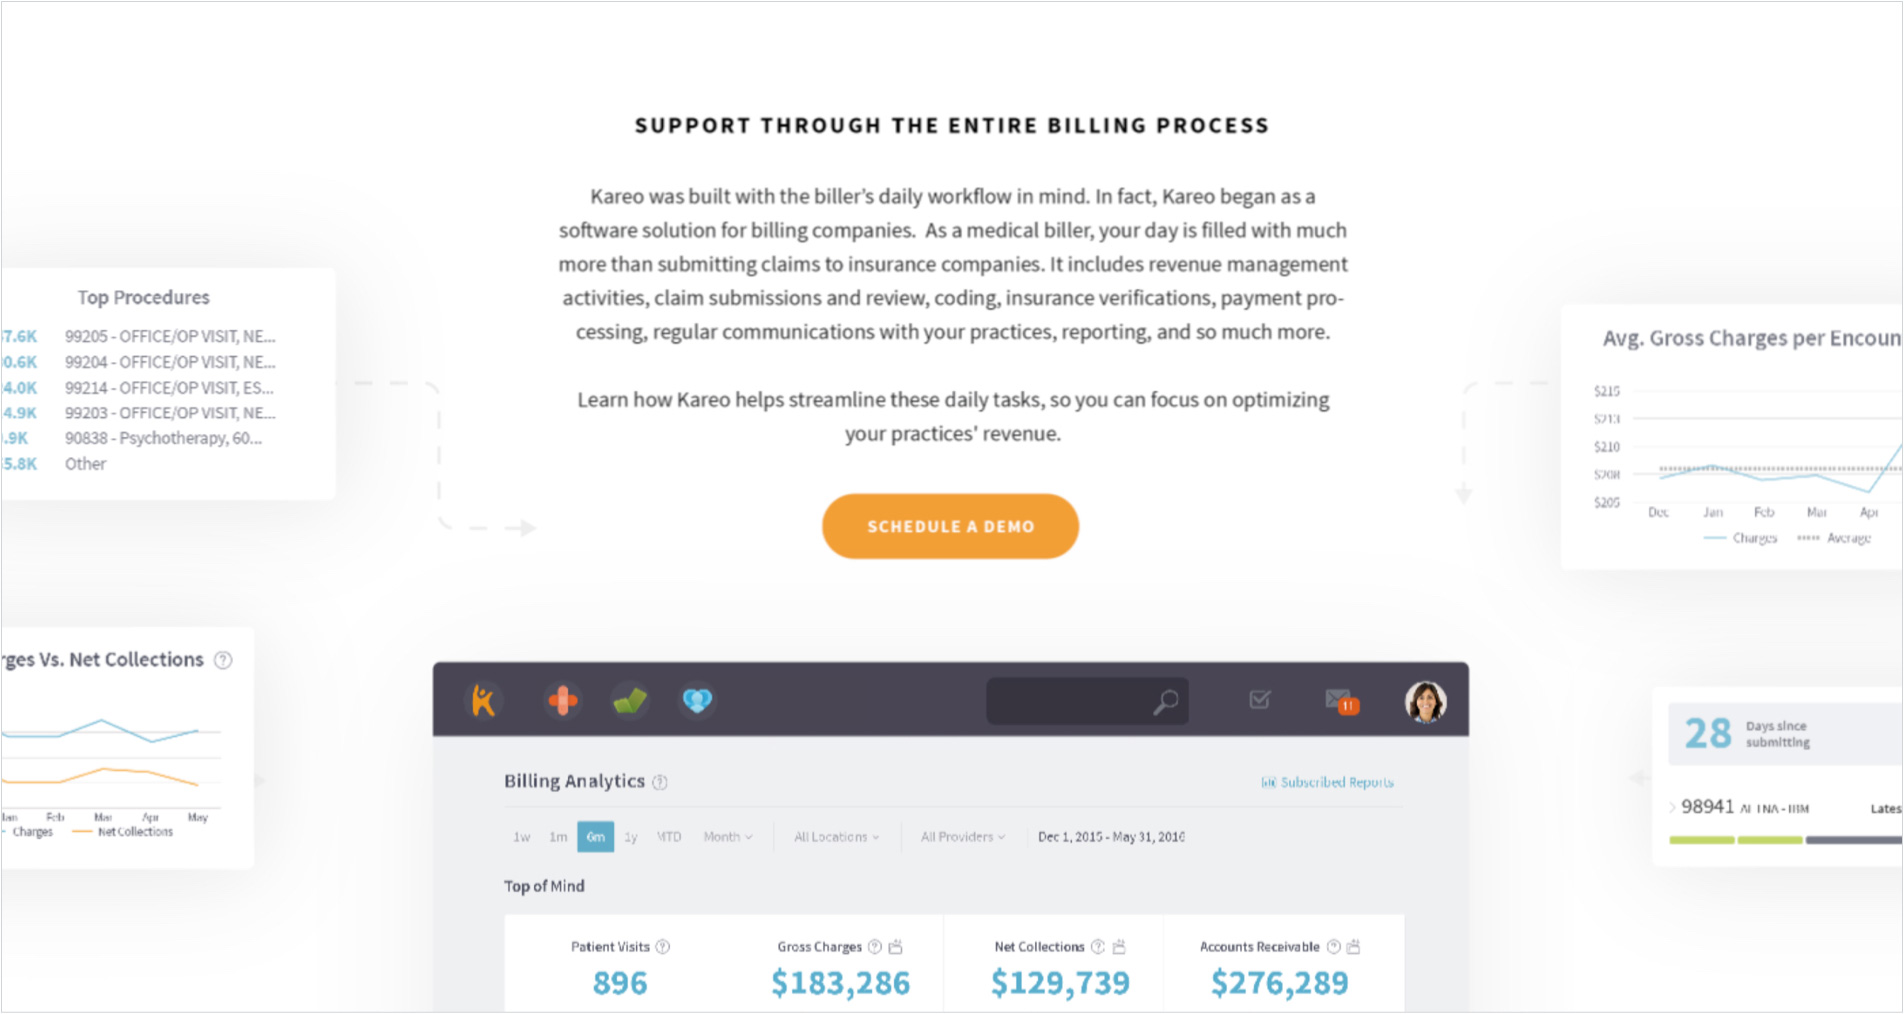 SUPPORT THROUGH THE ENTIRE BILLING PROCESS
Kareo was built with the biller's daily workflow in mind. In fact, Kareo began as a
software solution for billing companies.  As a medical biller, your day is filled with much
more than submitting claims to insurance companies. It includes revenue management
activities, claim submissions and review, coding, insurance verifications, payment pro-
cessing, regular communications with your practices, reporting, and so much more.
Learn how Kareo helps streamline these daily tasks, so you can focus on optimizing
your practices' revenue.
SCHEDULE A DEMO
Top Procedures
7.6K 99205 - OFFICE/OP VISIT, NE...
0.6K 99204 - OFFICE/OP VISIT, NE...
4.0K 99214 - OFFICE/OP VISIT, ES...
4.9K 99203 - OFFICE/OP VISIT, NE...
.9K 90838 - Psychotherapy, 60...
5.8K Other
rges Vs. Net Collections
Jan Feb Mar Apr May
Charges Net Collections
Avg. Gross Charges per Encoun
$215
$213
$210
$208
$205
Dec Jan Feb Mar Apr
Charges Average
28 Days since
submitting
98941 Lates
Billing Analytics
Subscribed Reports
1w 1m 6m 1y MTD Month All Locations All Providers Dec 1, 2015 - May 31, 2016
Top of Mind
Patient Visits Gross Charges Net Collections Accounts Receivable
896 $183,286 $129,739 $276,289